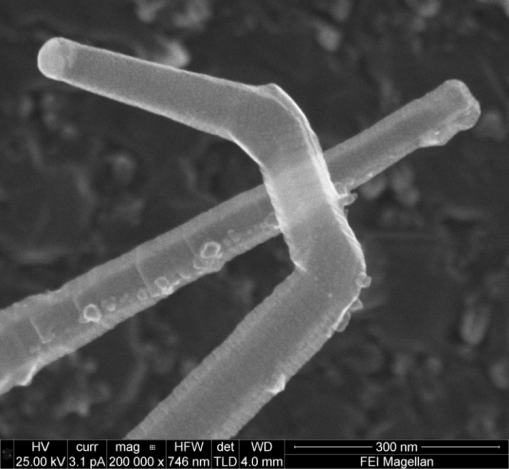 HV curr mag ⊞ HFW det WD
25.00 kV 3.1 pA 200 000 x 746 nm TLD 4.0 mm
300 nm
FEI Magellan